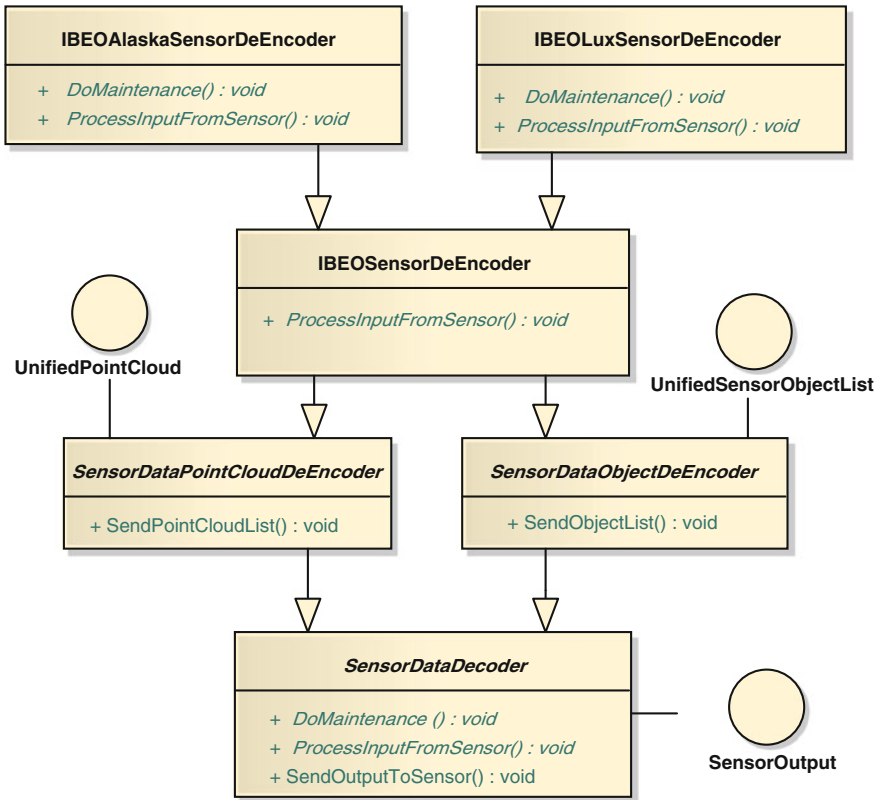 IBEOAlaskaSensorDeEncoder
+ DoMaintenance() : void
+ ProcessInputFromSensor() : void
IBEOLuxSensorDeEncoder
+ DoMaintenance() : void
+ ProcessInputFromSensor() : void
IBEOSensorDeEncoder
+ ProcessInputFromSensor() : void
UnifiedPointCloud
UnifiedSensorObjectList
SensorDataPointCloudDeEncoder
+ SendPointCloudList() : void
SensorDataObjectDeEncoder
+ SendObjectList() : void
SensorDataDecoder
+ DoMaintenance () : void
+ ProcessInputFromSensor() : void
+ SendOutputToSensor() : void
SensorOutput